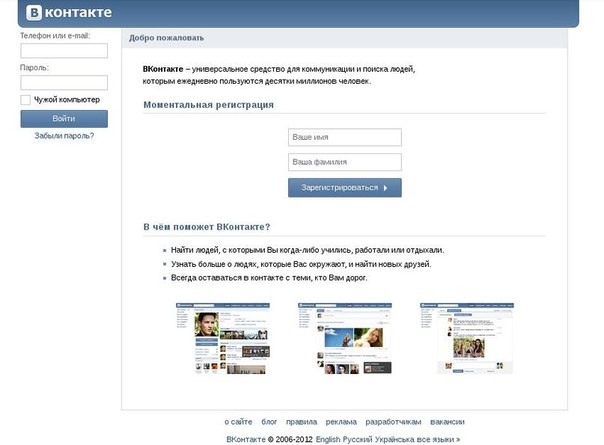 В контакте
Телефон или e-mail:
Пароль:
Чужой компьютер
Войти
Забыли пароль?
Добро пожаловать
ВКонтакте – универсальное средство для коммуникации и поиска людей,
которым ежедневно пользуются десятки миллионов человек.
Моментальная регистрация
Ваше имя
Ваша фамилия
Зарегистрироваться
В чём поможет ВКонтакте?
Найти людей, с которыми Вы когда-либо учились, работали или отдыхали.
Узнать больше о людях, которые Вас окружают, и найти новых друзей.
Всегда оставаться в контакте с теми, кто Вам дорог.
о сайте блог правила реклама разработчикам вакансии
ВКонтакте © 2006-2012 English Русский Українська все языки »